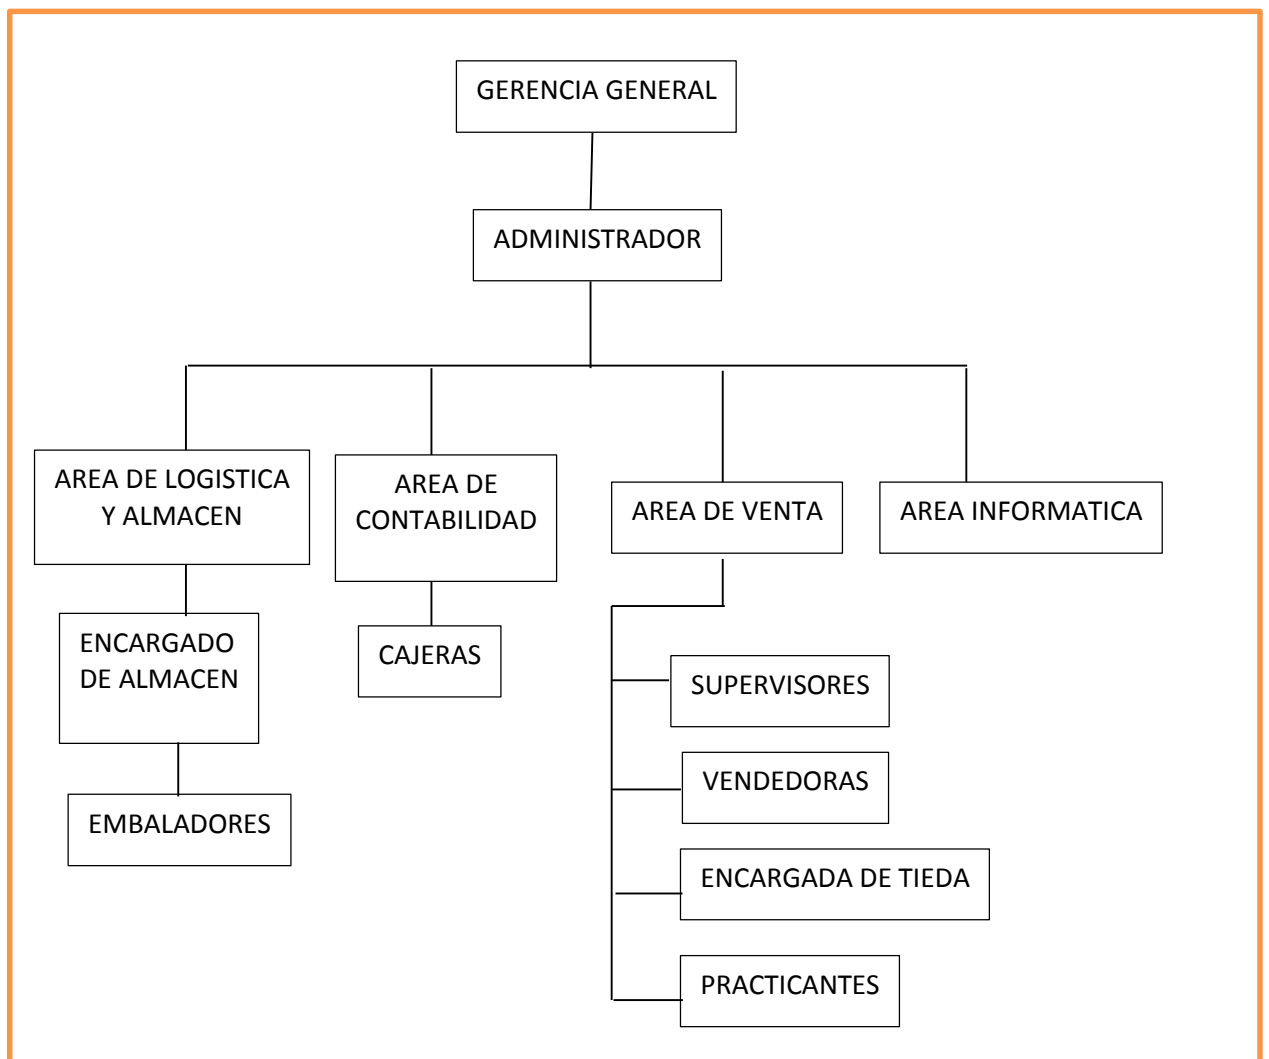 GERENCIA GENERAL
ADMINISTRADOR
AREA DE LOGISTICA
Y ALMACEN
AREA DE
CONTABILIDAD
AREA DE VENTA
AREA INFORMATICA
ENCARGADO
DE ALMACEN
CAJERAS
SUPERVISORES
VENDEDORAS
EMBALADORES
ENCARGADA DE TIEDA
PRACTICANTES